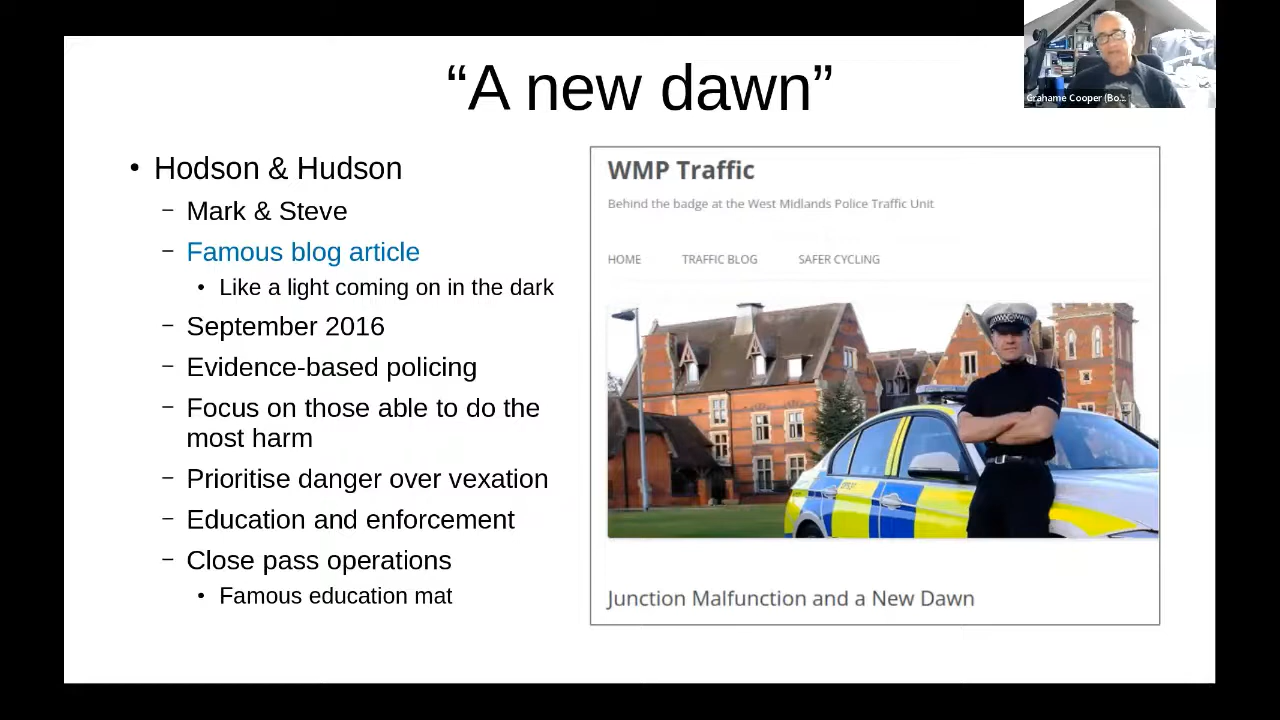 “A new dawn”
• Hodson & Hudson
– Mark & Steve
– Famous blog article
• Like a light coming on in the dark
– September 2016
– Evidence-based policing
– Focus on those able to do the
most harm
– Prioritise danger over vexation
– Education and enforcement
– Close pass operations
• Famous education mat
WMP Traffic
Behind the badge at the West Midlands Police Traffic Unit
HOME TRAFFIC BLOG SAFER CYCLING
Junction Malfunction and a New Dawn
Grahame Cooper (Bo...